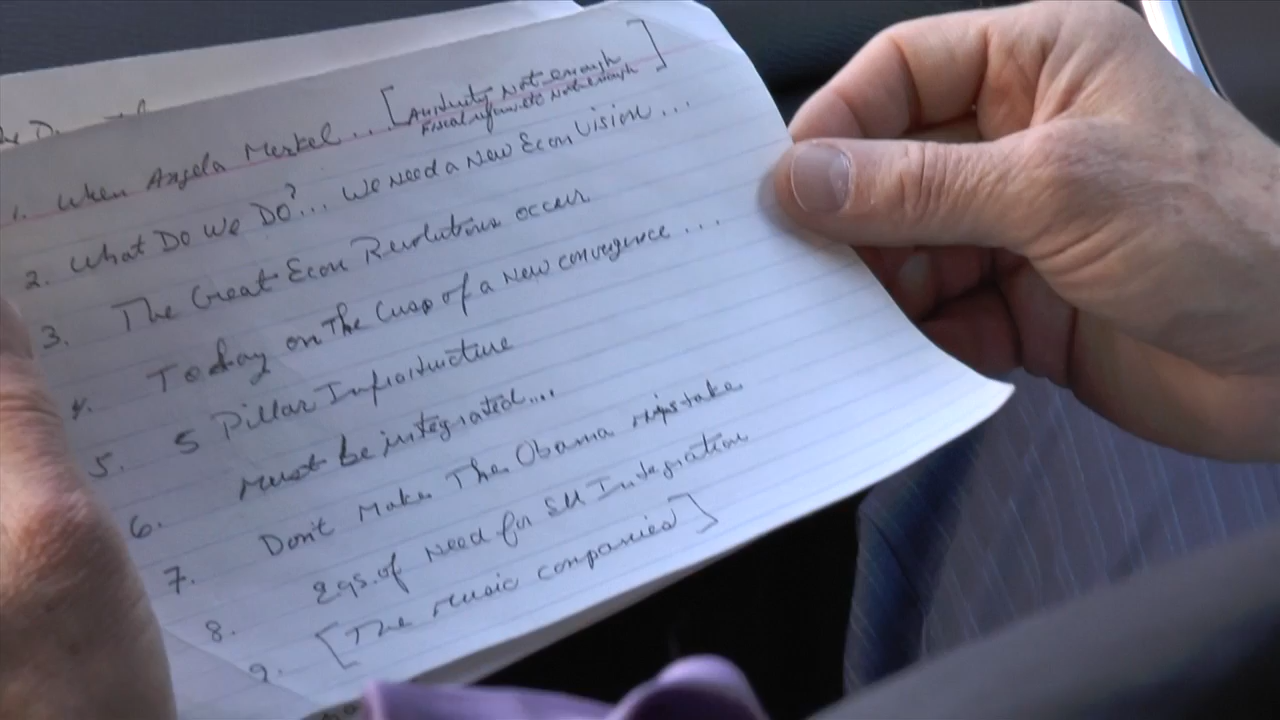 1. When Angela Merkel... [Austerity Not enough
Fiscal Not enough]
2. What Do We Do?... We Need a New Econ Vision...
3. The Great Econ Revolutions occur
4. Today on The Cusp of a New convergence...
5. 5 Pillar Infrastructure
6. Must be integrated....
7. Don't Make The Obama mistake
8. Egs. of Need for EU Integration
9. [The music companies]